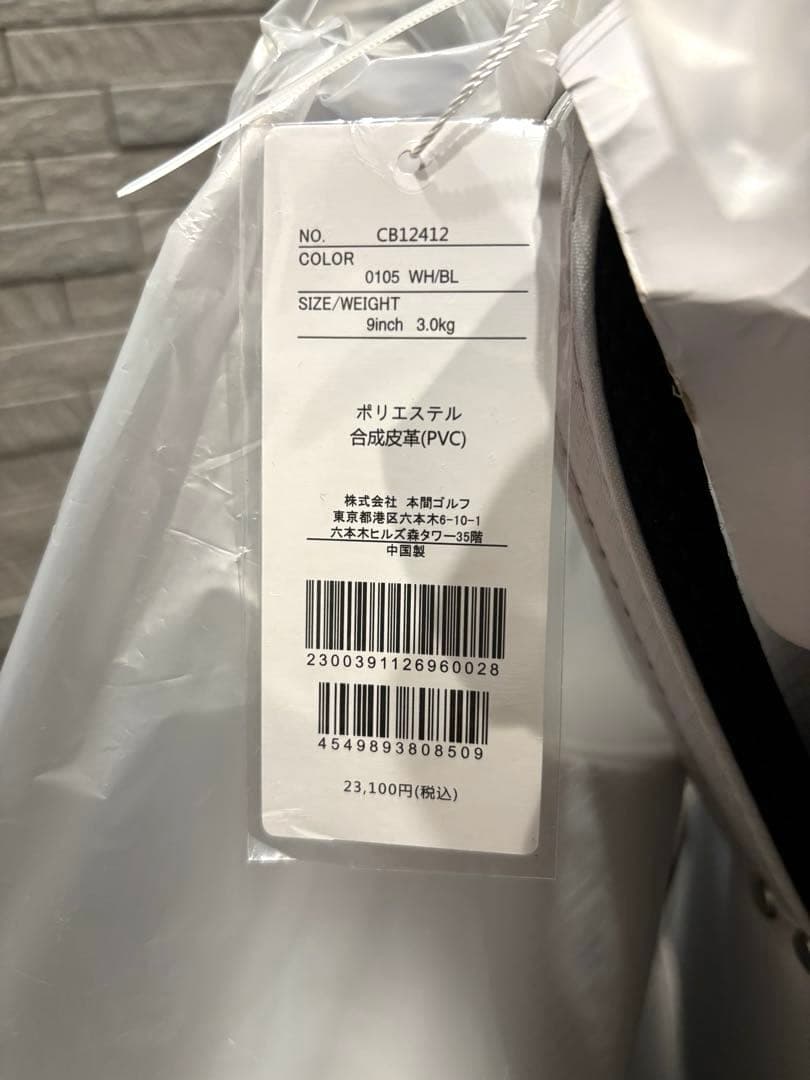 NO. CB12412
COLOR
0105 WH/BL
SIZE/WEIGHT
9inch 3.0kg
ポリエステル
合成皮革(PVC)
株式会社 本間ゴルフ
東京都港区六本木6-10-1
六本木ヒルズ森タワー35階
中国製
2300391126960028
4549893808509
23,100円(税込)